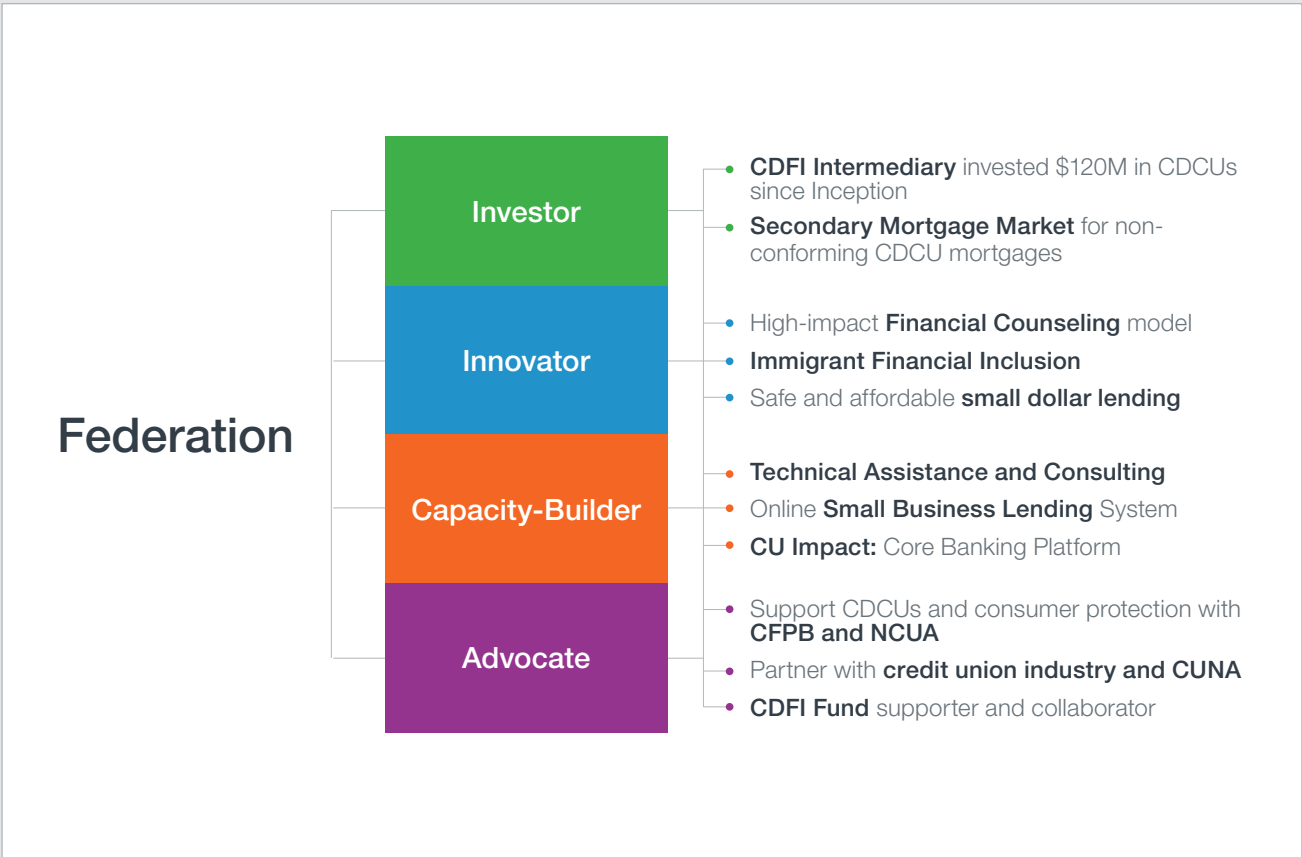 Federation
Investor
CDFI Intermediary invested $120M in CDCUs
since Inception
Secondary Mortgage Market for non-
conforming CDCU mortgages
Innovator
High-impact Financial Counseling model
Immigrant Financial Inclusion
Safe and affordable small dollar lending
Capacity-Builder
Technical Assistance and Consulting
Online Small Business Lending System
CU Impact: Core Banking Platform
Advocate
Support CDCUs and consumer protection with
CFPB and NCUA
Partner with credit union industry and CUNA
CDFI Fund supporter and collaborator